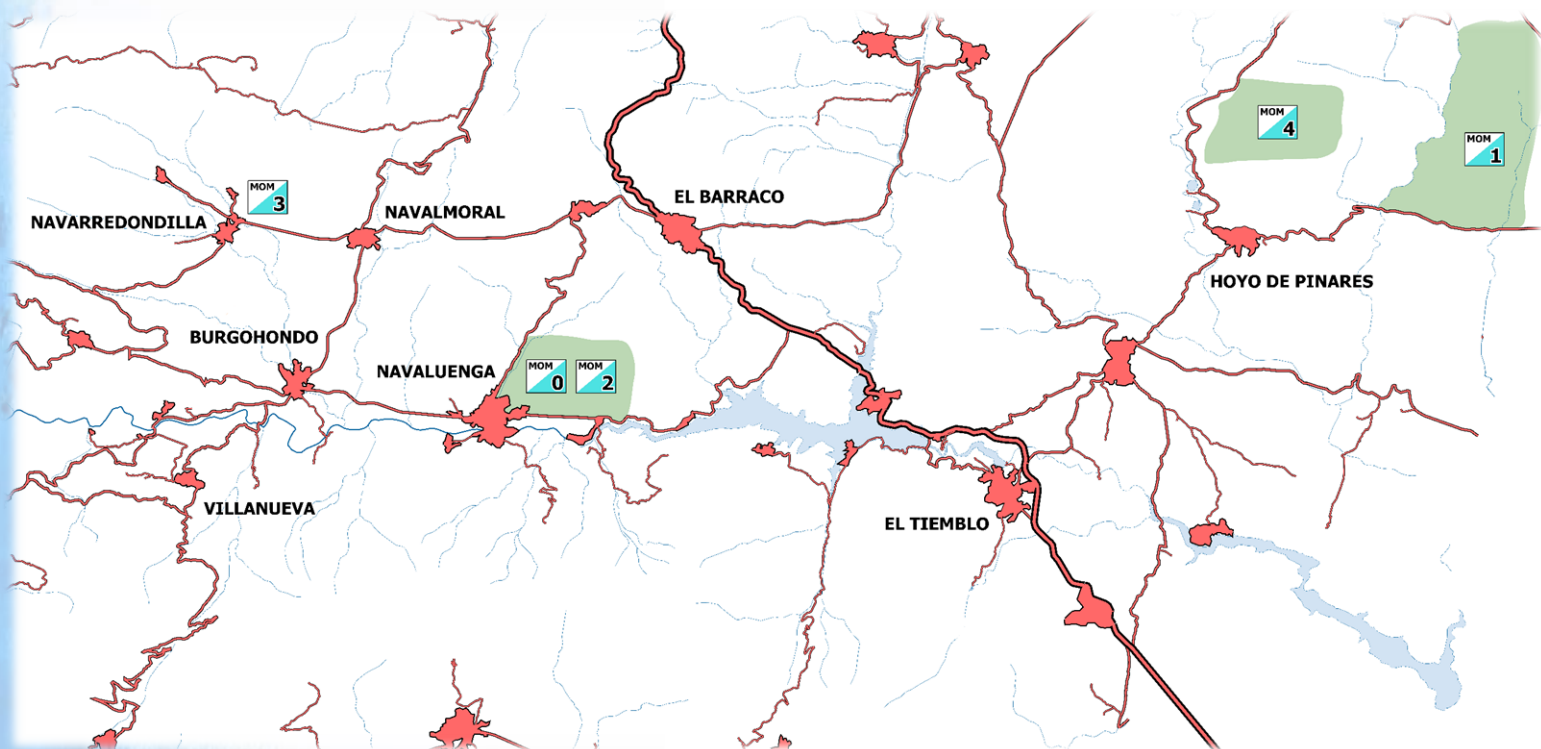 MOM
4
MOM
1
MOM
3
EL BARRACO
NAVALMORAL
NAVARREDONDILLA
HOYO DE PINARES
BURGOHONDO
NAVALUENGA
MOM
0
MOM
2
VILLANUEVA
EL TIEMBLO